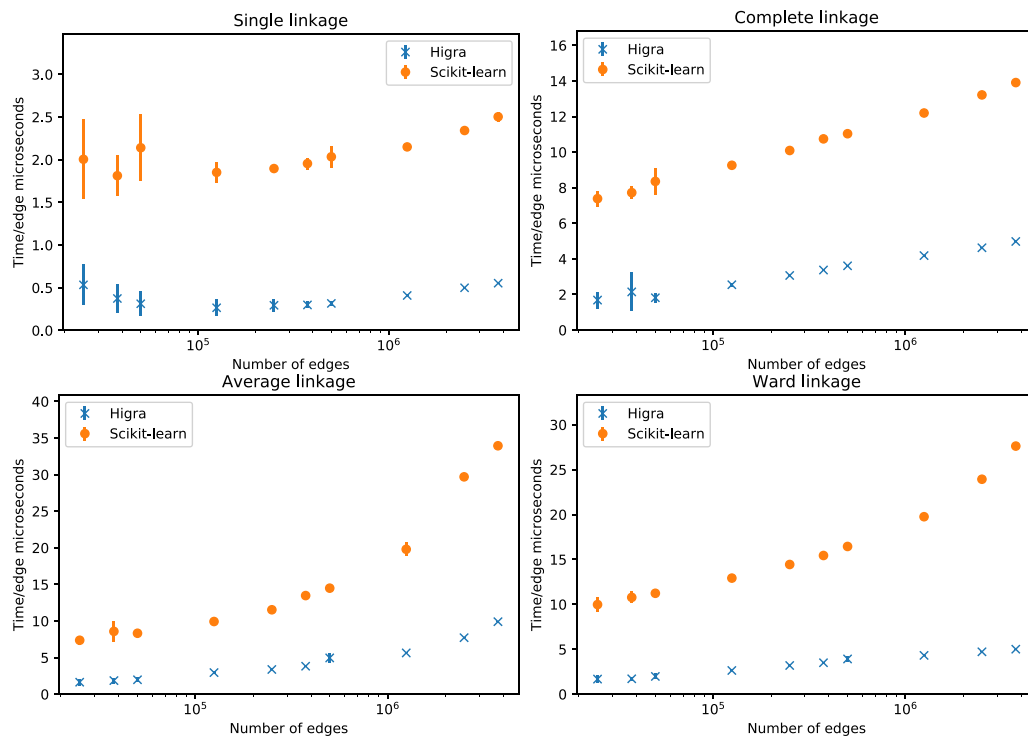 Single linkage
3.0
2.5
2.0
1.5
1.0
0.5
0.0
Time/edge microseconds
Higra
Scikit-learn
10^5
10^6
Number of edges
Complete linkage
16
14
12
10
8
6
4
2
0
Time/edge microseconds
Higra
Scikit-learn
10^5
10^6
Number of edges
Average linkage
40
35
30
25
20
15
10
5
0
Time/edge microseconds
Higra
Scikit-learn
10^5
10^6
Number of edges
Ward linkage
30
25
20
15
10
5
0
Time/edge microseconds
Higra
Scikit-learn
10^5
10^6
Number of edges